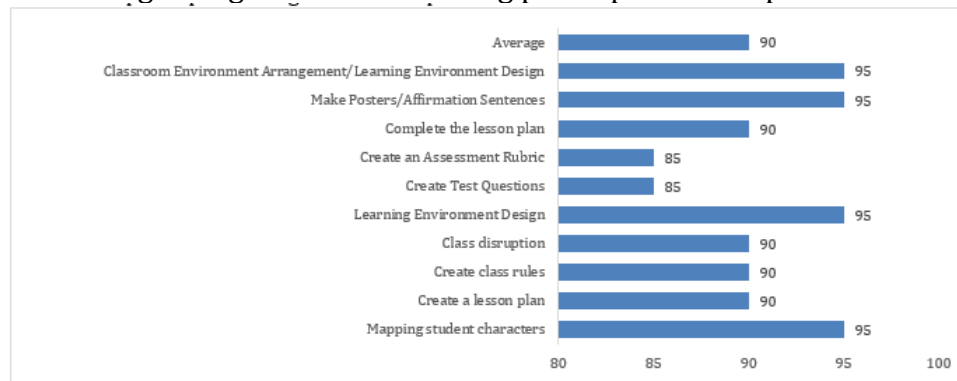 Average 90
Classroom Environment Arrangement/Learning Environment Design 95
Make Posters/Affirmation Sentences 95
Complete the lesson plan 90
Create an Assessment Rubric 85
Create Test Questions 85
Learning Environment Design 95
Class disruption 90
Create class rules 90
Create a lesson plan 90
Mapping student characters 95
80 85 90 95 100